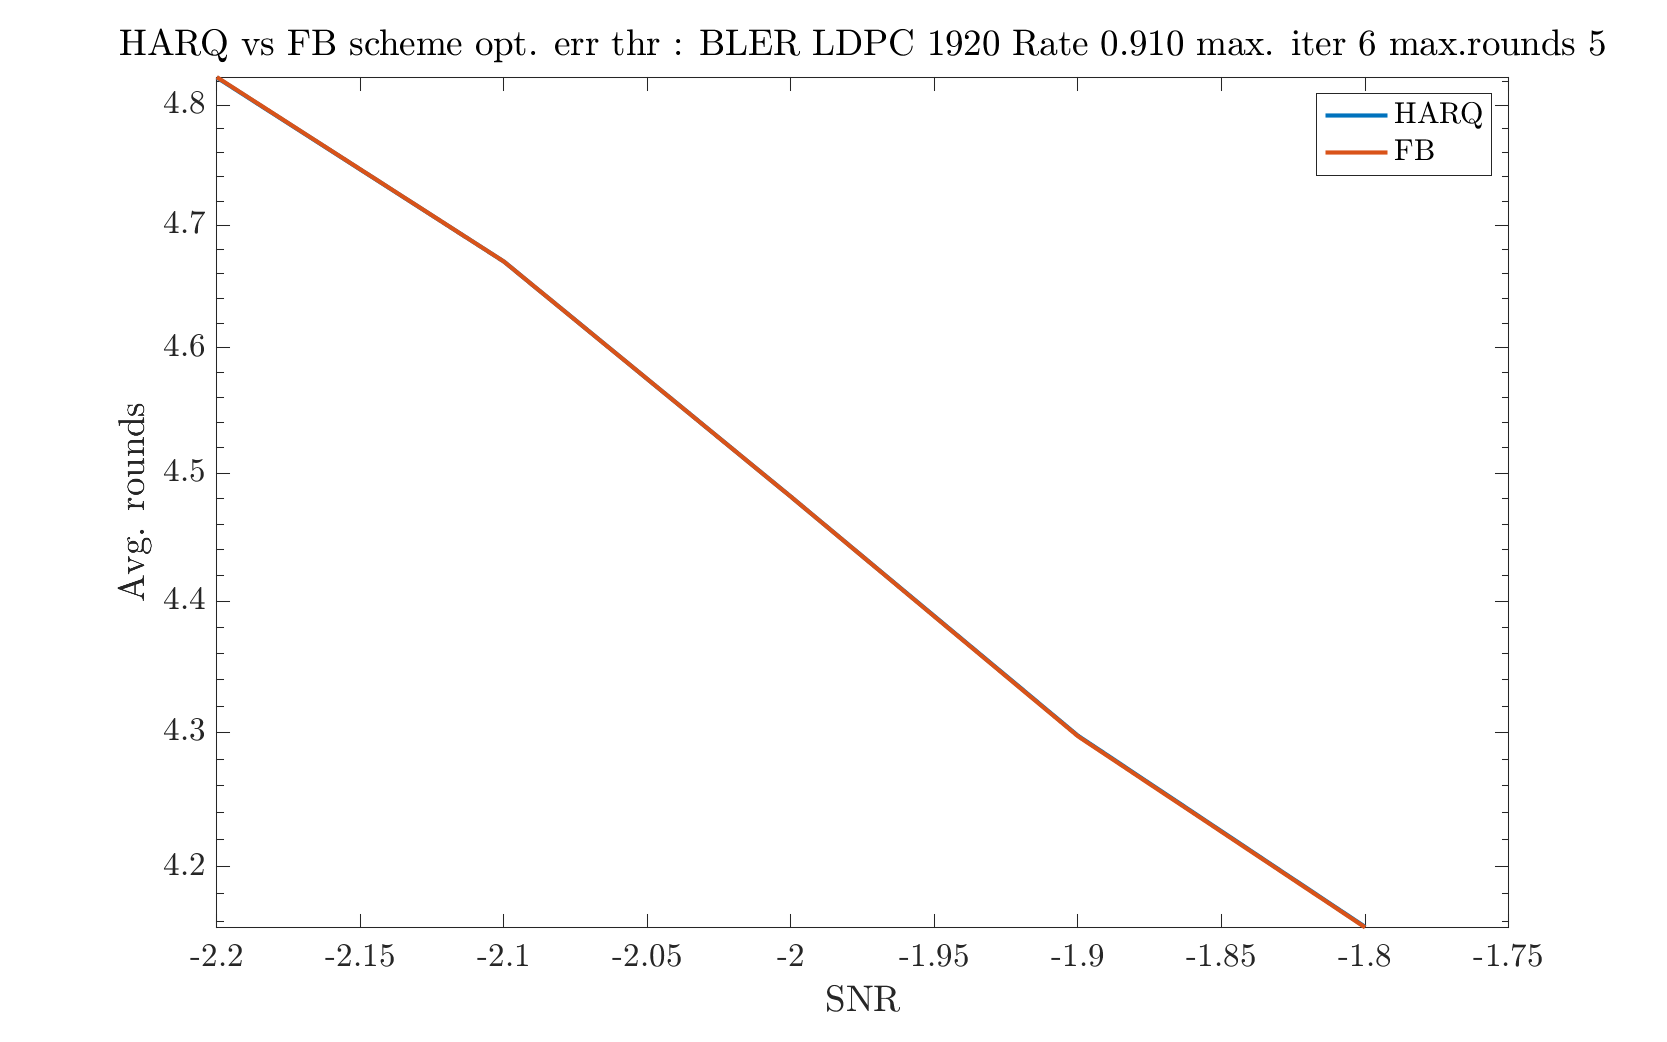 HARQ vs FB scheme opt. err thr : BLER LDPC 1920 Rate 0.910 max. iter 6 max.rounds 5
HARQ
FB
4.8
4.7
4.6
4.5
4.4
4.3
4.2
Avg. rounds
-2.2 -2.15 -2.1 -2.05 -2 -1.95 -1.9 -1.85 -1.8 -1.75
SNR